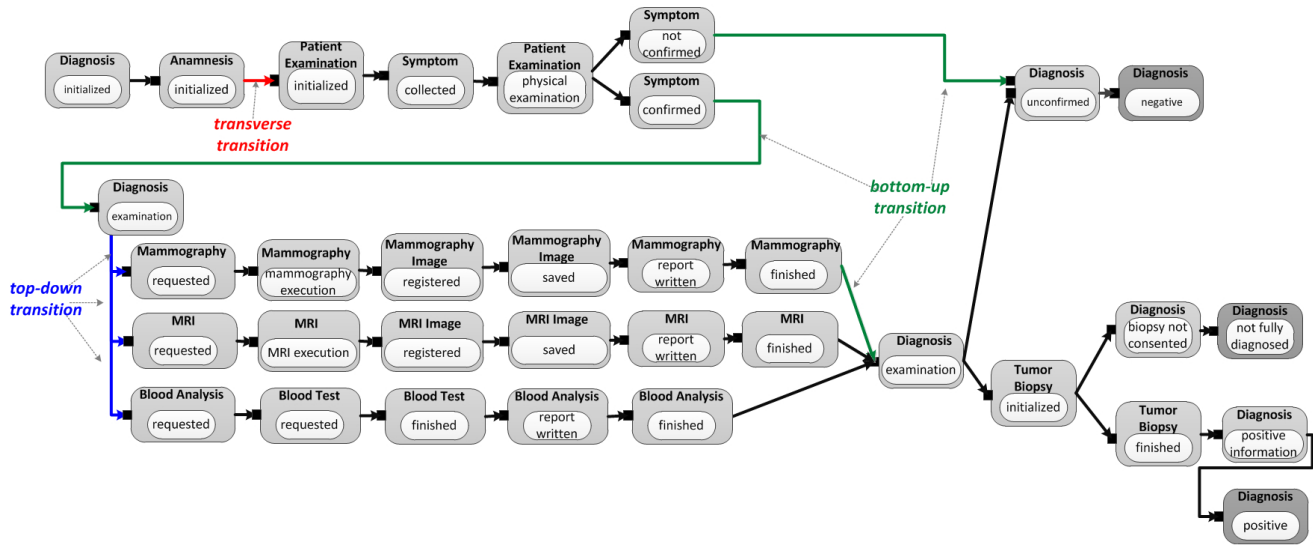 Diagnosis
initialized
Anamnesis
initialized
transverse
transition
Patient
Examination
initialized
Symptom
collected
Patient
Examination
physical
examination
Symptom
not
confirmed
Symptom
confirmed
Diagnosis
unconfirmed
Diagnosis
negative
bottom-up
transition
Diagnosis
examination
top-down
transition
Mammography
requested
Mammography
mammography
execution
Mammography
Image
registered
Mammography
Image
saved
Mammography
report
written
Mammography
finished
MRI
requested
MRI
MRI execution
MRI Image
registered
MRI Image
saved
MRI
report
written
MRI
finished
Blood Analysis
requested
Blood Test
requested
Blood Test
finished
Blood Analysis
report
written
Blood Analysis
finished
Diagnosis
examination
Tumor
Biopsy
initialized
Diagnosis
biopsy not
consented
Diagnosis
not fully
diagnosed
Tumor
Biopsy
finished
Diagnosis
positive
information
Diagnosis
positive